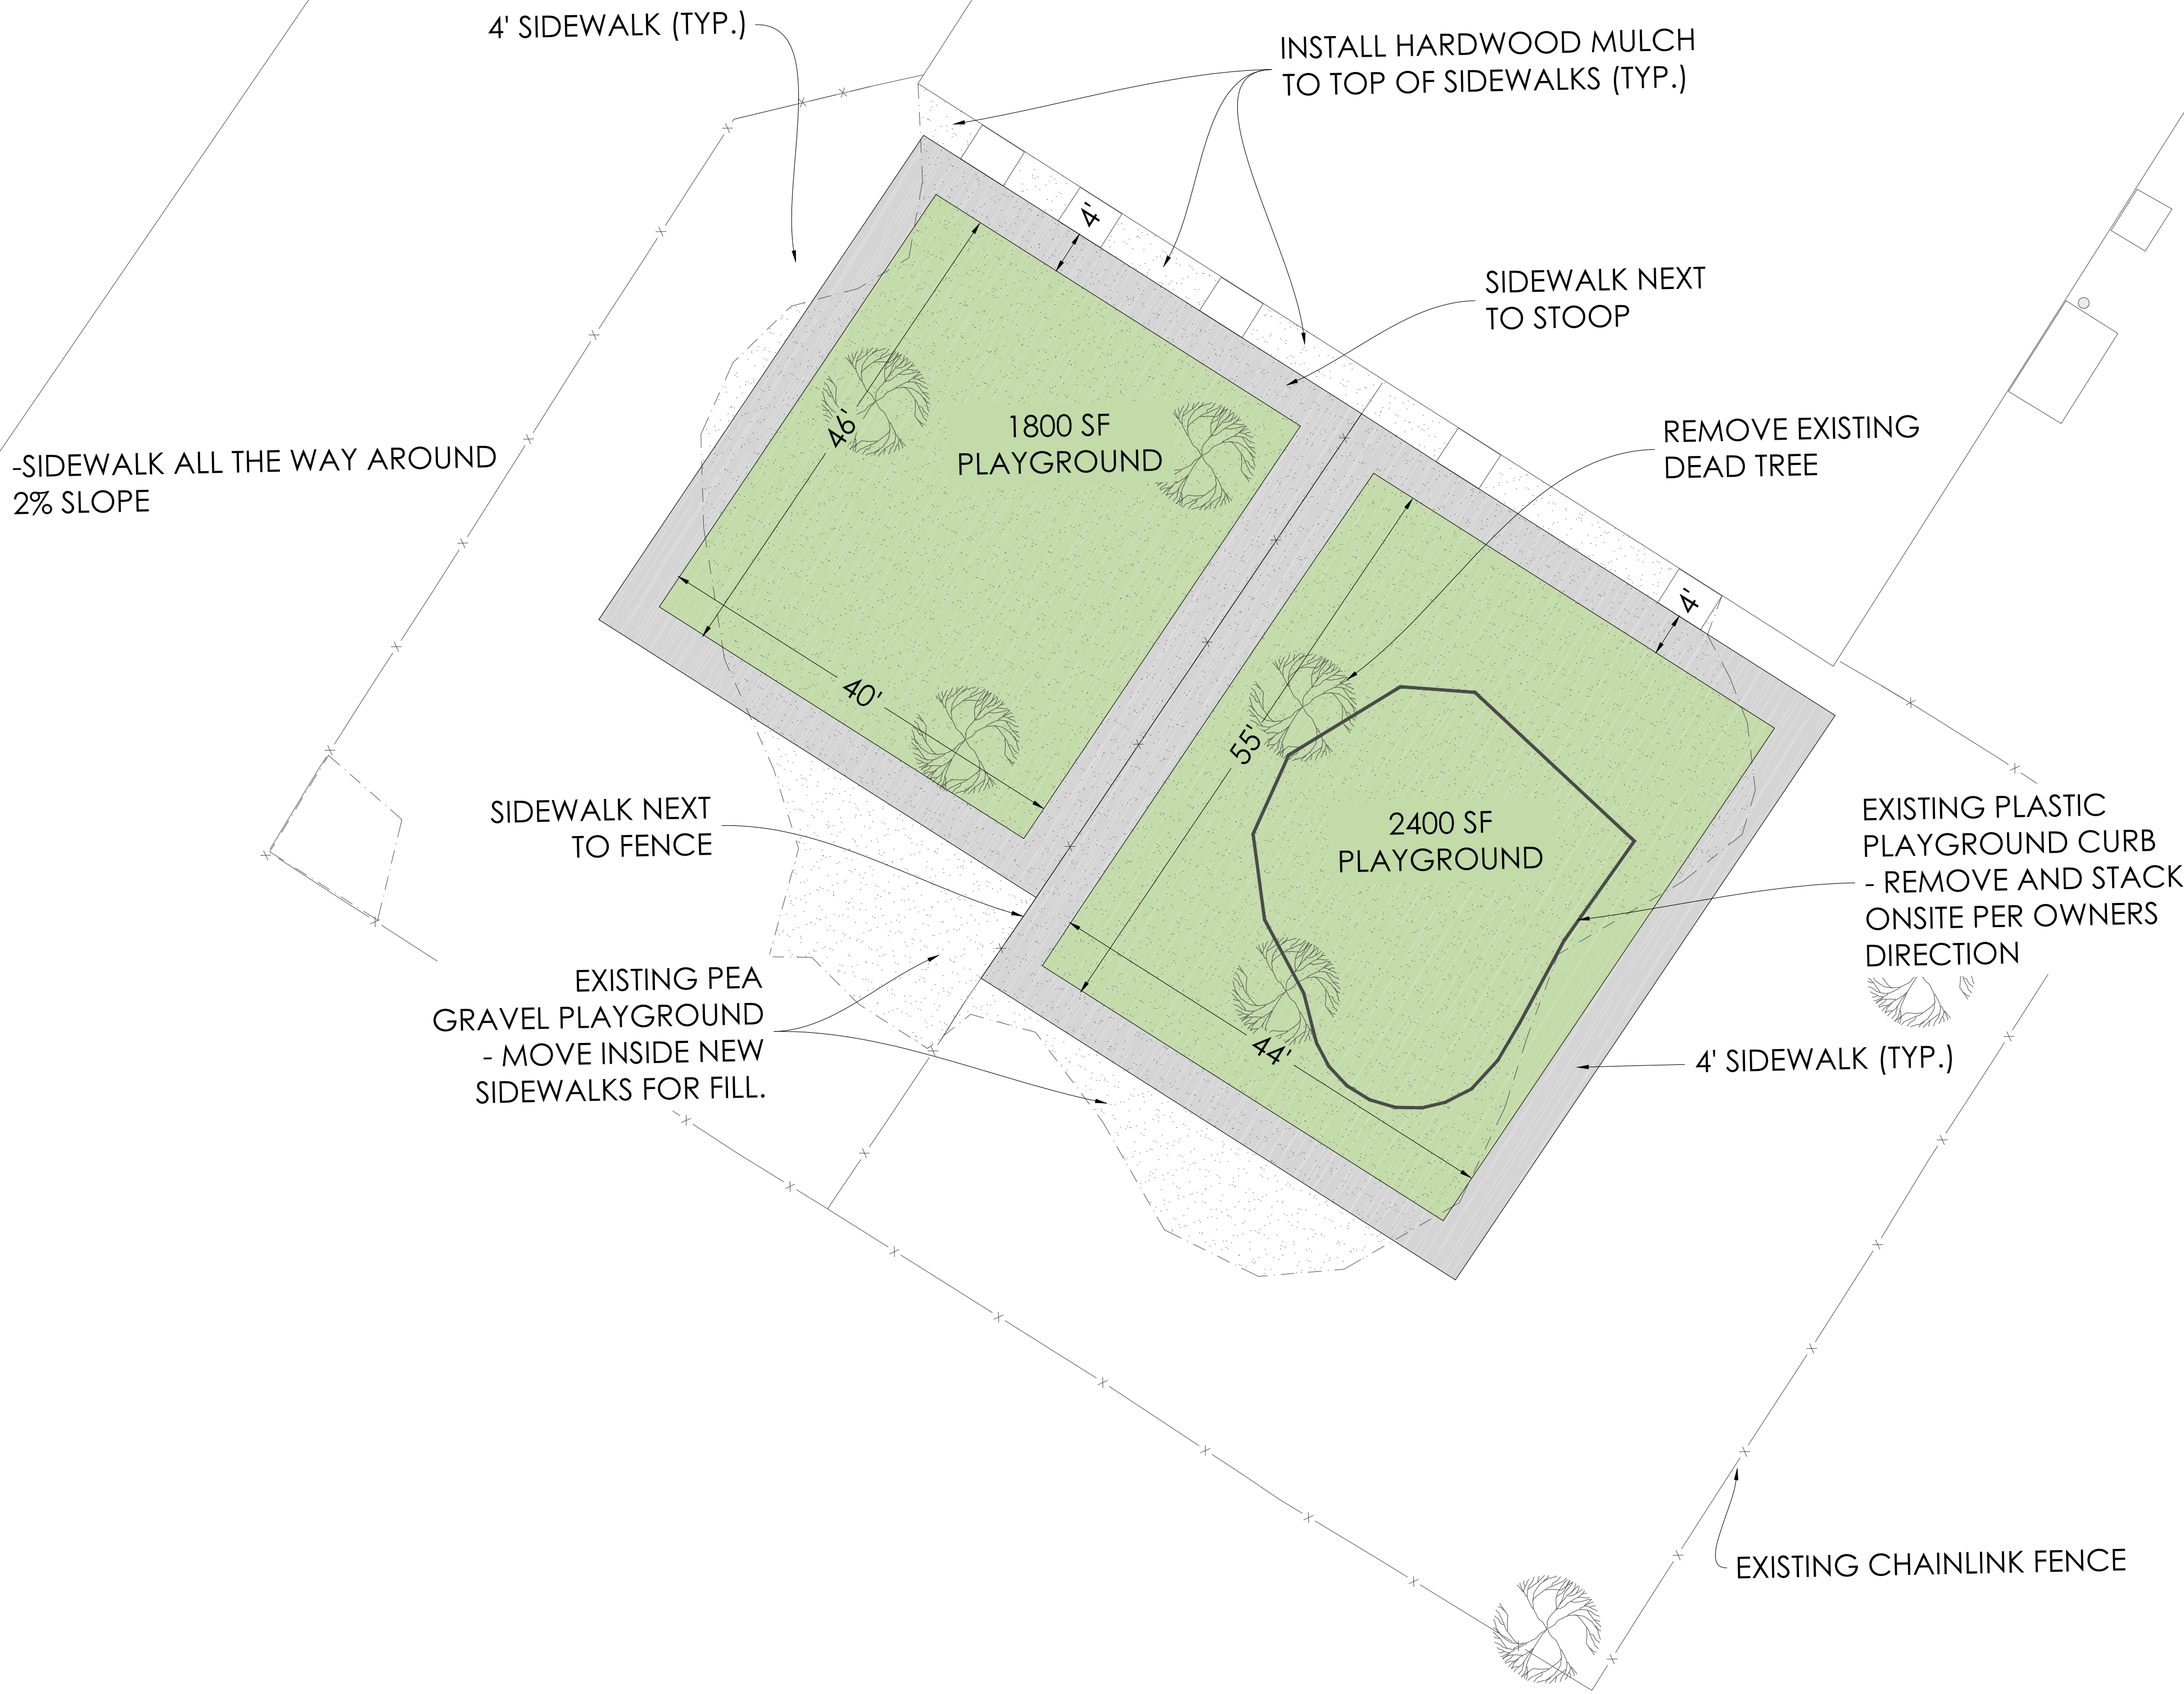 4' SIDEWALK (TYP.)
INSTALL HARDWOOD MULCH
TO TOP OF SIDEWALKS (TYP.)
4'
SIDEWALK NEXT
TO STOOP
REMOVE EXISTING
DEAD TREE
-SIDEWALK ALL THE WAY AROUND
2% SLOPE
46'
1800 SF
PLAYGROUND
4'
40'
55'
SIDEWALK NEXT
TO FENCE
2400 SF
PLAYGROUND
EXISTING PLASTIC
PLAYGROUND CURB
- REMOVE AND STACK
ONSITE PER OWNERS
DIRECTION
EXISTING PEA
GRAVEL PLAYGROUND
- MOVE INSIDE NEW
SIDEWALKS FOR FILL.
44'
4' SIDEWALK (TYP.)
EXISTING CHAINLINK FENCE